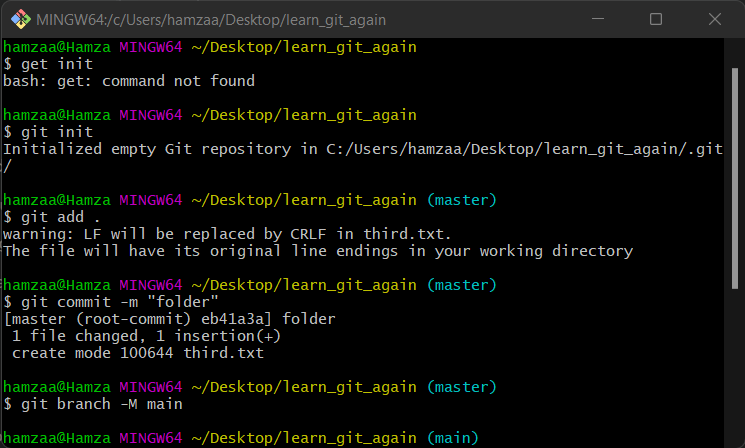 MINGW64:/c/Users/hamzaa/Desktop/learn_git_again
hamzaa@Hamza MINGW64 ~/Desktop/learn_git_again
$ get init
bash: get: command not found
hamzaa@Hamza MINGW64 ~/Desktop/learn_git_again
$ git init
Initialized empty Git repository in C:/Users/hamzaa/Desktop/learn_git_again/.git
/
hamzaa@Hamza MINGW64 ~/Desktop/learn_git_again (master)
$ git add .
warning: LF will be replaced by CRLF in third.txt.
The file will have its original line endings in your working directory
hamzaa@Hamza MINGW64 ~/Desktop/learn_git_again (master)
$ git commit -m "folder"
[master (root-commit) eb41a3a] folder
 1 file changed, 1 insertion(+)
 create mode 100644 third.txt
hamzaa@Hamza MINGW64 ~/Desktop/learn_git_again (master)
$ git branch -M main
hamzaa@Hamza MINGW64 ~/Desktop/learn_git_again (main)